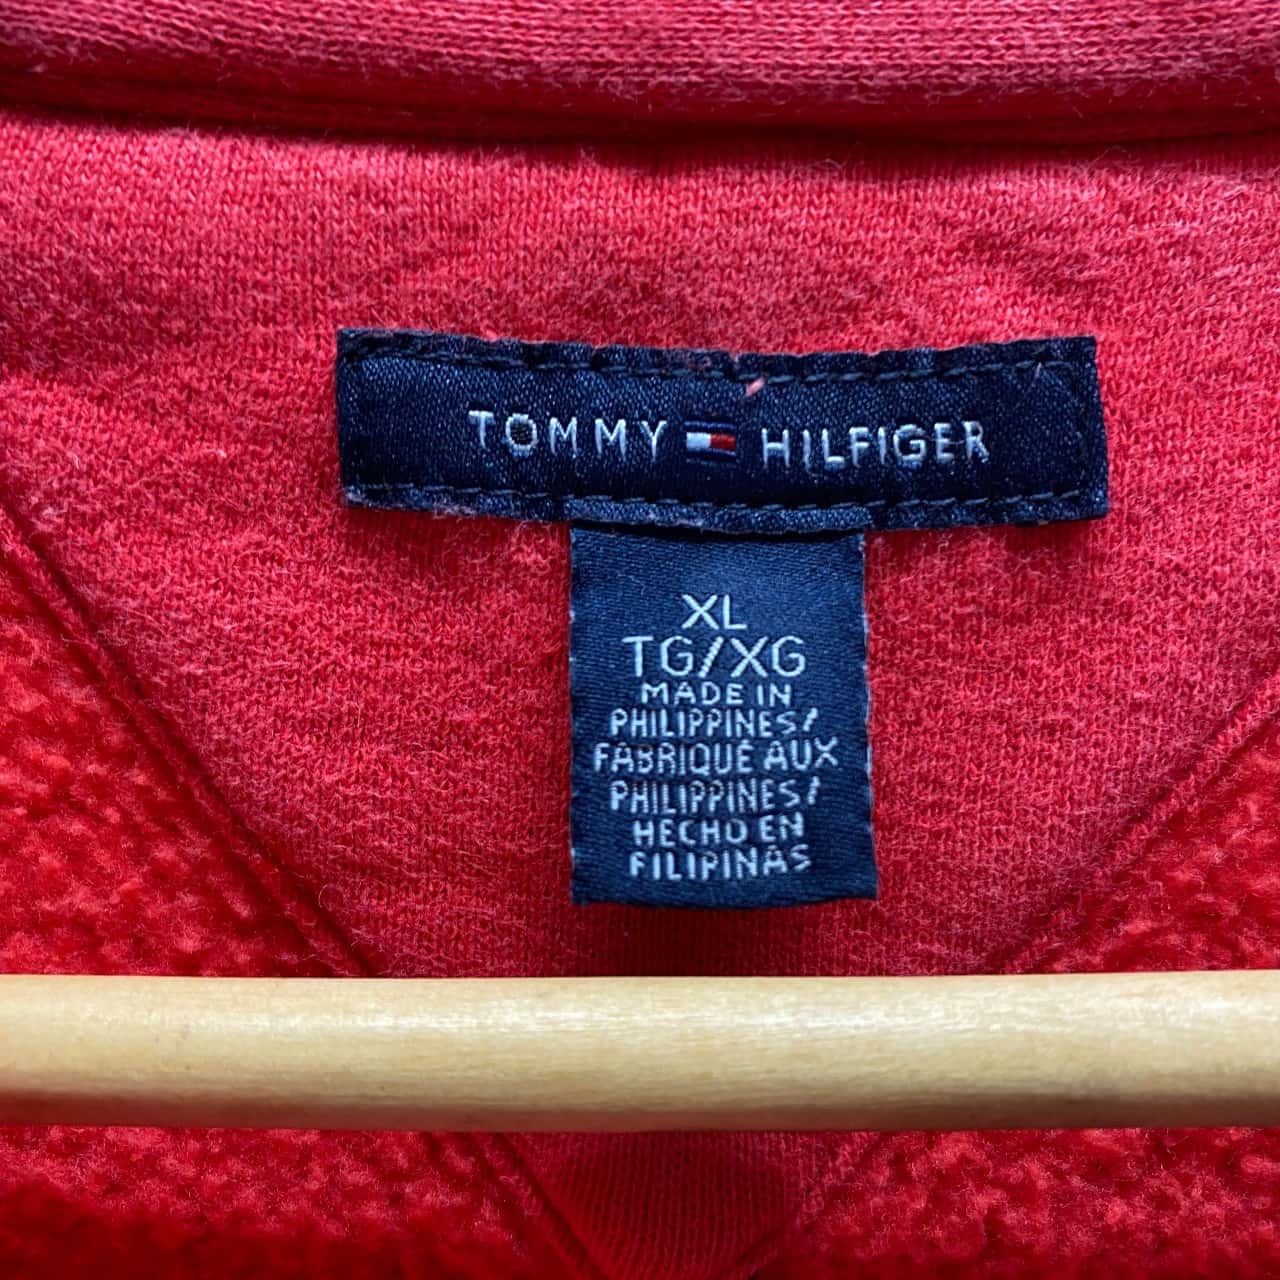 TOMMY HILFIGER
XL
TG/XG
MADE IN
PHILIPPINES/
FABRIQUÉ AUX
PHILIPPINES/
HECHO EN
FILIPINAS